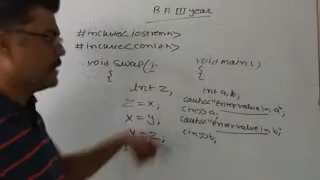 B A III year
#include<iostream>
#include<conio.h>
void swap(
{
int z,
z=x,
x=y,
y=z,
void main()
{
int a,b;
cout<<"Enter value in a";
cin>>a;
cout<<"Enter value in b";
cin>>b,